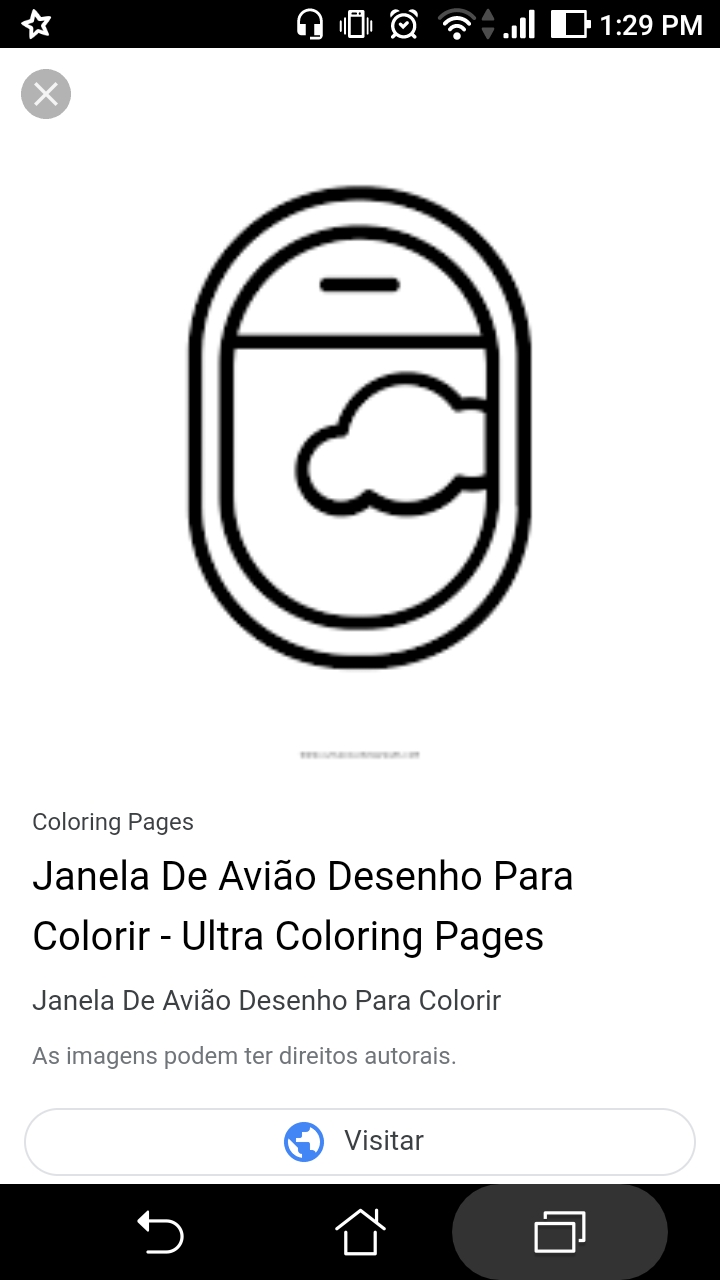 1:29 PM
Coloring Pages
Janela De Avião Desenho Para
Colorir - Ultra Coloring Pages
Janela De Avião Desenho Para Colorir
As imagens podem ter direitos autorais.
Visitar